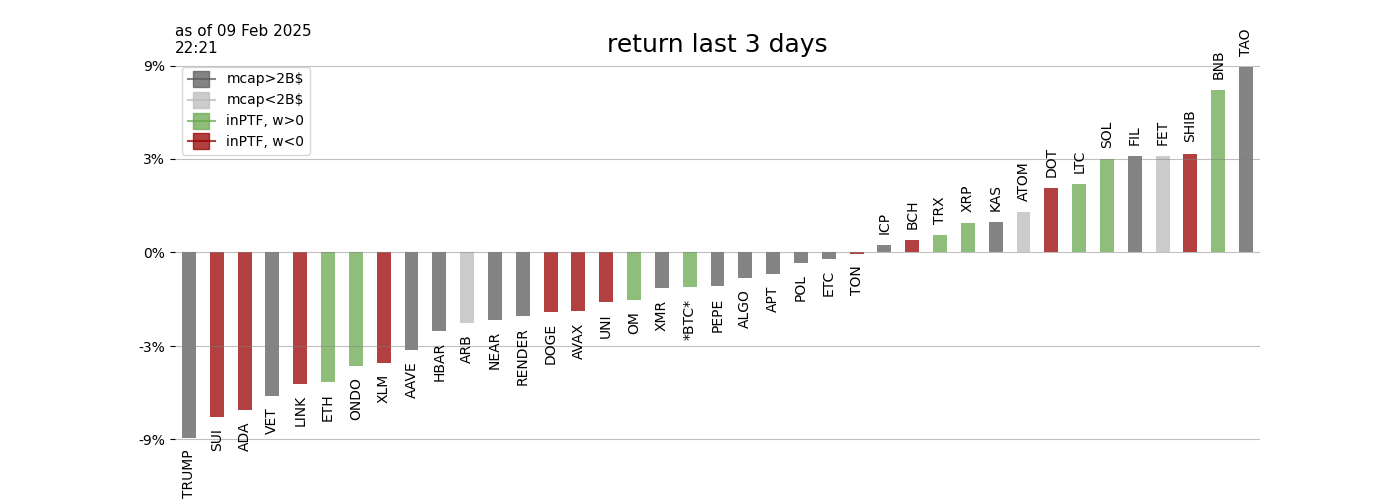 as of 09 Feb 2025
22:21
return last 3 days
9%
3%
0%
-3%
-9%
mcap>2B$
mcap<2B$
inPTF, w>0
inPTF, w<0
TRUMP
SUI
ADA
VET
LINK
ETH
ONDO
XLM
AAVE
HBAR
ARB
NEAR
RENDER
DOGE
AVAX
UNI
OM
XMR
*BTC*
PEPE
ALGO
APT
POL
ETC
TON
ICP
BCH
TRX
XRP
KAS
ATOM
DOT
LTC
SOL
FIL
FET
SHIB
BNB
TAO